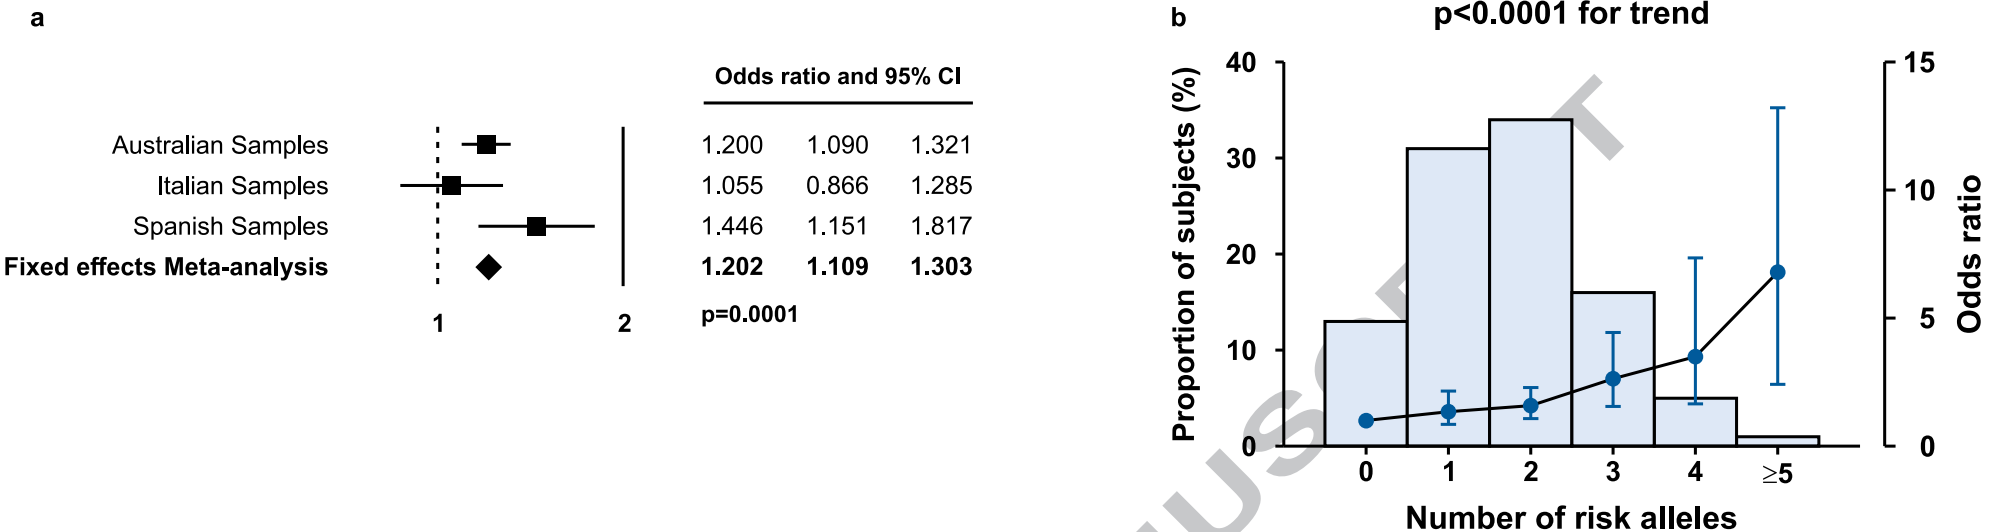 a
Odds ratio and 95% CI
Australian Samples 1.200 1.090 1.321
Italian Samples 1.055 0.866 1.285
Spanish Samples 1.446 1.151 1.817
Fixed effects Meta-analysis 1.202 1.109 1.303
p=0.0001
1 2
b
p<0.0001 for trend
Proportion of subjects (%)
40
30
20
10
0
15
10
5
0
Odds ratio
0 1 2 3 4 ≥5
Number of risk alleles